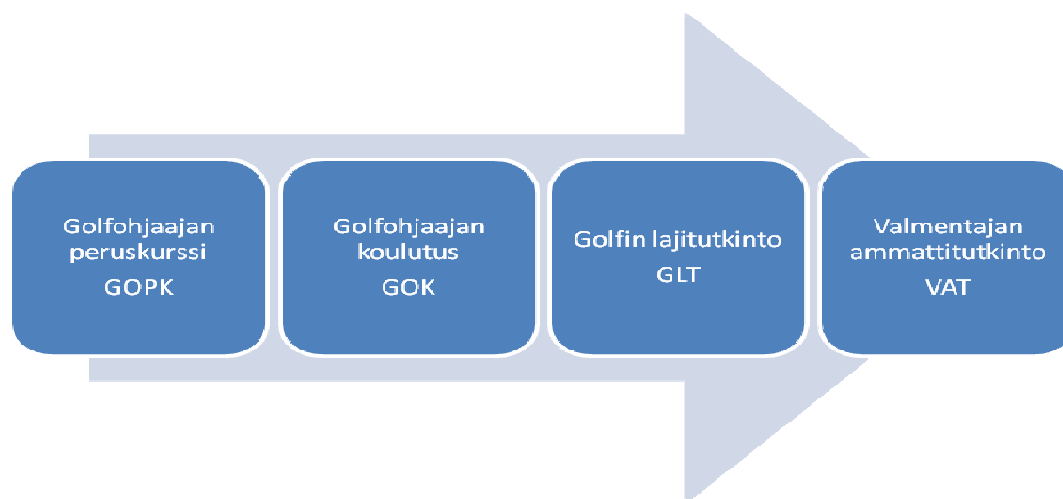 Golfohjaajan
peruskurssi
GOPK
Golfohjaajan
koulutus
GOK
Golfin lajitutkinto
GLT
Valmentajan
ammattitutkinto
VAT